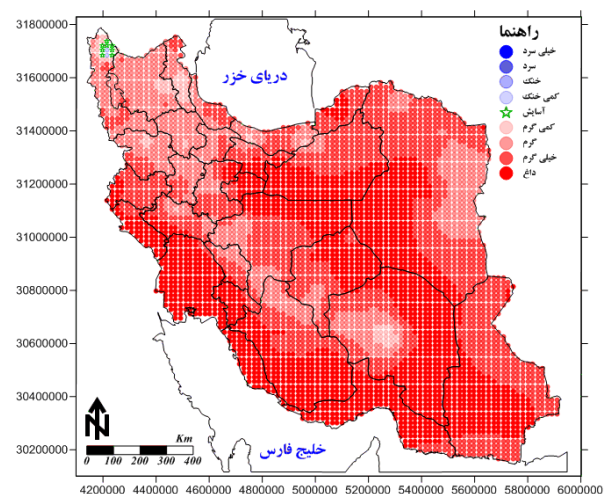 راهنما
خیلی سرد
سرد
خنک
کمی خنک
آسایش
کمی گرم
گرم
خیلی گرم
داغ
دریای خزر
خلیج فارس
N
Km
0 100 200 300 400
31800000
31600000
31400000
31200000
31000000
30800000
30600000
30400000
30200000
4200000 4400000 4600000 4800000 5000000 5200000 5400000 5600000 5800000 6000000